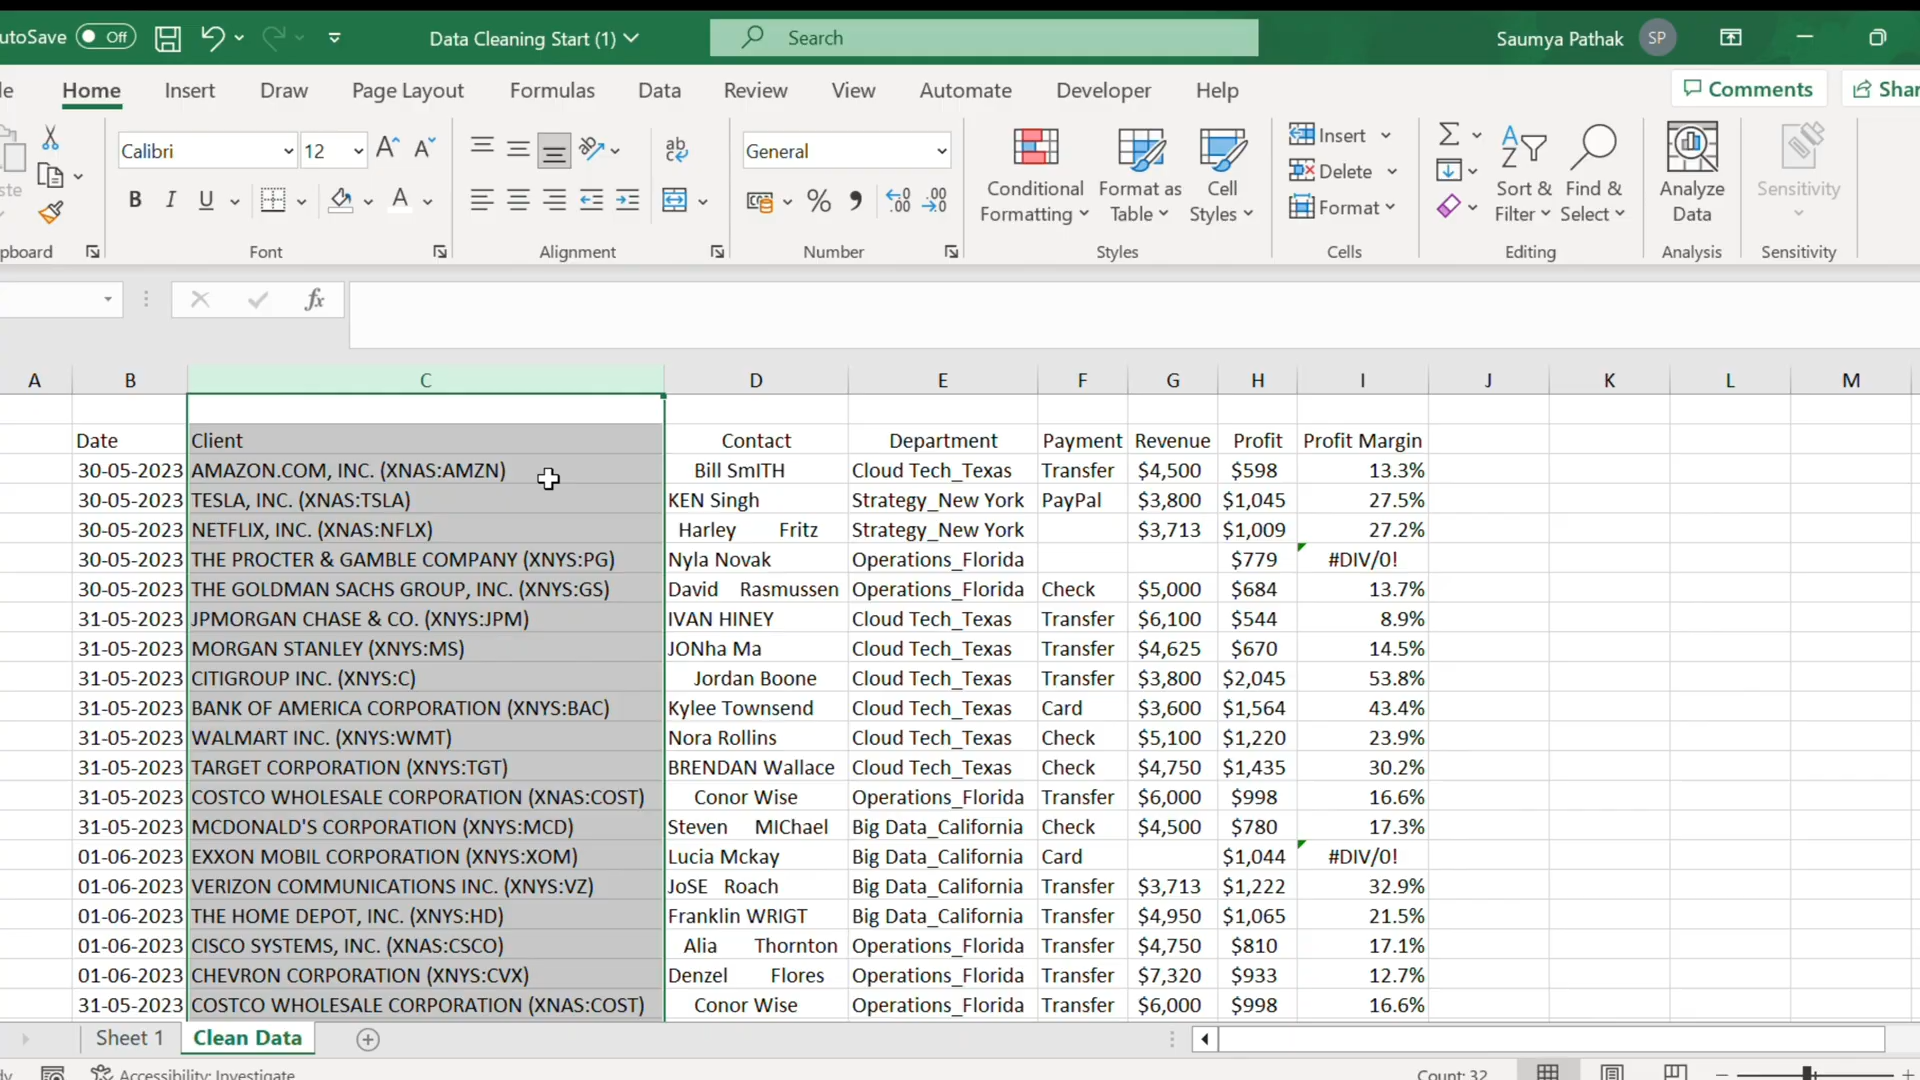 utoSave Off Data Cleaning Start (1) Search Saumya Pathak SP
le Home Insert Draw Page Layout Formulas Data Review View Automate Developer Help Comments Shar
Calibri 12 ab General Insert Σ A Z
ste B I U A % , Delete
Conditional Formatting Format as Table Cell Styles Format Sort & Filter Find & Select Analyze Data Sensitivity
pboard Font Alignment Number Styles Cells Editing Analysis Sensitivity
fx
A B C D E F G H I J K L M
Date Client Contact Department Payment Revenue Profit Profit Margin
30-05-2023 AMAZON.COM, INC. (XNAS:AMZN) Bill SmITH Cloud Tech_Texas Transfer $4,500 $598 13.3%
30-05-2023 TESLA, INC. (XNAS:TSLA) KEN Singh Strategy_New York PayPal $3,800 $1,045 27.5%
30-05-2023 NETFLIX, INC. (XNAS:NFLX) Harley Fritz Strategy_New York $3,713 $1,009 27.2%
30-05-2023 THE PROCTER & GAMBLE COMPANY (XNYS:PG) Nyla Novak Operations_Florida $779 #DIV/0!
30-05-2023 THE GOLDMAN SACHS GROUP, INC. (XNYS:GS) David Rasmussen Operations_Florida Check $5,000 $684 13.7%
31-05-2023 JPMORGAN CHASE & CO. (XNYS:JPM) IVAN HINEY Cloud Tech_Texas Transfer $6,100 $544 8.9%
31-05-2023 MORGAN STANLEY (XNYS:MS) JONha Ma Cloud Tech_Texas Transfer $4,625 $670 14.5%
31-05-2023 CITIGROUP INC. (XNYS:C) Jordan Boone Cloud Tech_Texas Transfer $3,800 $2,045 53.8%
31-05-2023 BANK OF AMERICA CORPORATION (XNYS:BAC) Kylee Townsend Cloud Tech_Texas Card $3,600 $1,564 43.4%
31-05-2023 WALMART INC. (XNYS:WMT) Nora Rollins Cloud Tech_Texas Check $5,100 $1,220 23.9%
31-05-2023 TARGET CORPORATION (XNYS:TGT) BRENDAN Wallace Cloud Tech_Texas Check $4,750 $1,435 30.2%
31-05-2023 COSTCO WHOLESALE CORPORATION (XNAS:COST) Conor Wise Operations_Florida Transfer $6,000 $998 16.6%
31-05-2023 MCDONALD'S CORPORATION (XNYS:MCD) Steven MIChael Big Data_California Check $4,500 $780 17.3%
01-06-2023 EXXON MOBIL CORPORATION (XNYS:XOM) Lucia Mckay Big Data_California Card $1,044 #DIV/0!
01-06-2023 VERIZON COMMUNICATIONS INC. (XNYS:VZ) JoSE Roach Big Data_California Transfer $3,713 $1,222 32.9%
01-06-2023 THE HOME DEPOT, INC. (XNYS:HD) Franklin WRIGT Big Data_California Transfer $4,950 $1,065 21.5%
01-06-2023 CISCO SYSTEMS, INC. (XNAS:CSCO) Alia Thornton Operations_Florida Transfer $4,750 $810 17.1%
01-06-2023 CHEVRON CORPORATION (XNYS:CVX) Denzel Flores Operations_Florida Transfer $7,320 $933 12.7%
31-05-2023 COSTCO WHOLESALE CORPORATION (XNAS:COST) Conor Wise Operations_Florida Transfer $6,000 $998 16.6%
Sheet 1 Clean Data
dy Accessibility: Investigate Count: 32